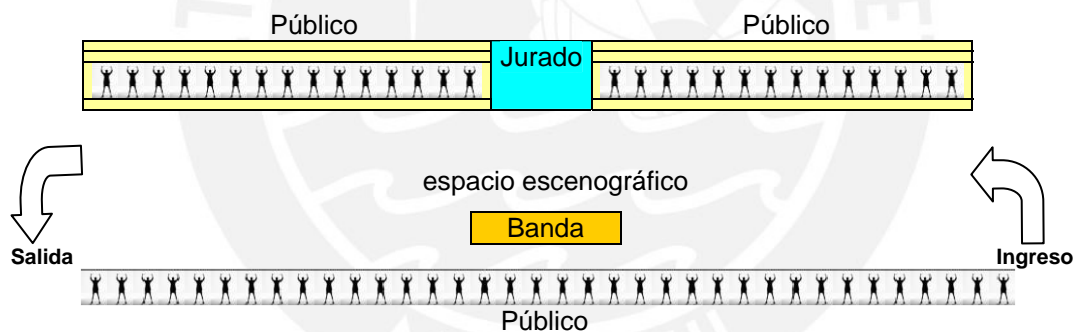 Público Público
Jurado
espacio escenográfico
Banda
Salida Ingreso
Público